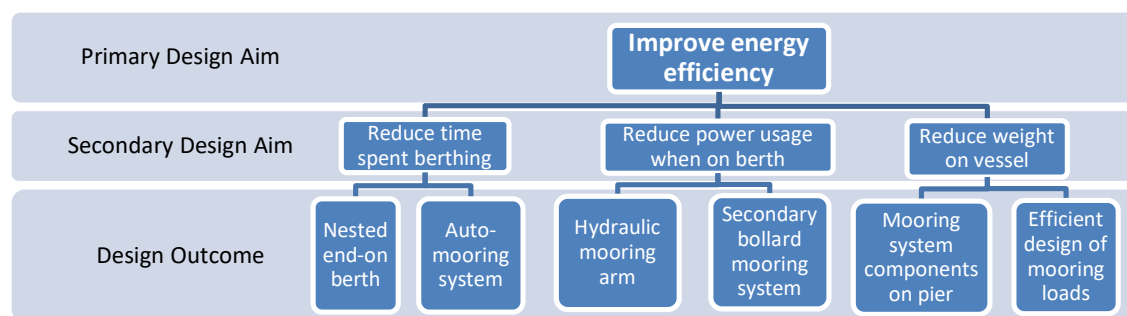 Primary Design Aim
Improve energy
efficiency
Secondary Design Aim
Reduce time
spent berthing
Reduce power usage
when on berth
Reduce weight
on vessel
Design Outcome
Nested
end-on
berth
Auto-
mooring
system
Hydraulic
mooring
arm
Secondary
bollard
mooring
system
Mooring
system
components
on pier
Efficient
design of
mooring
loads